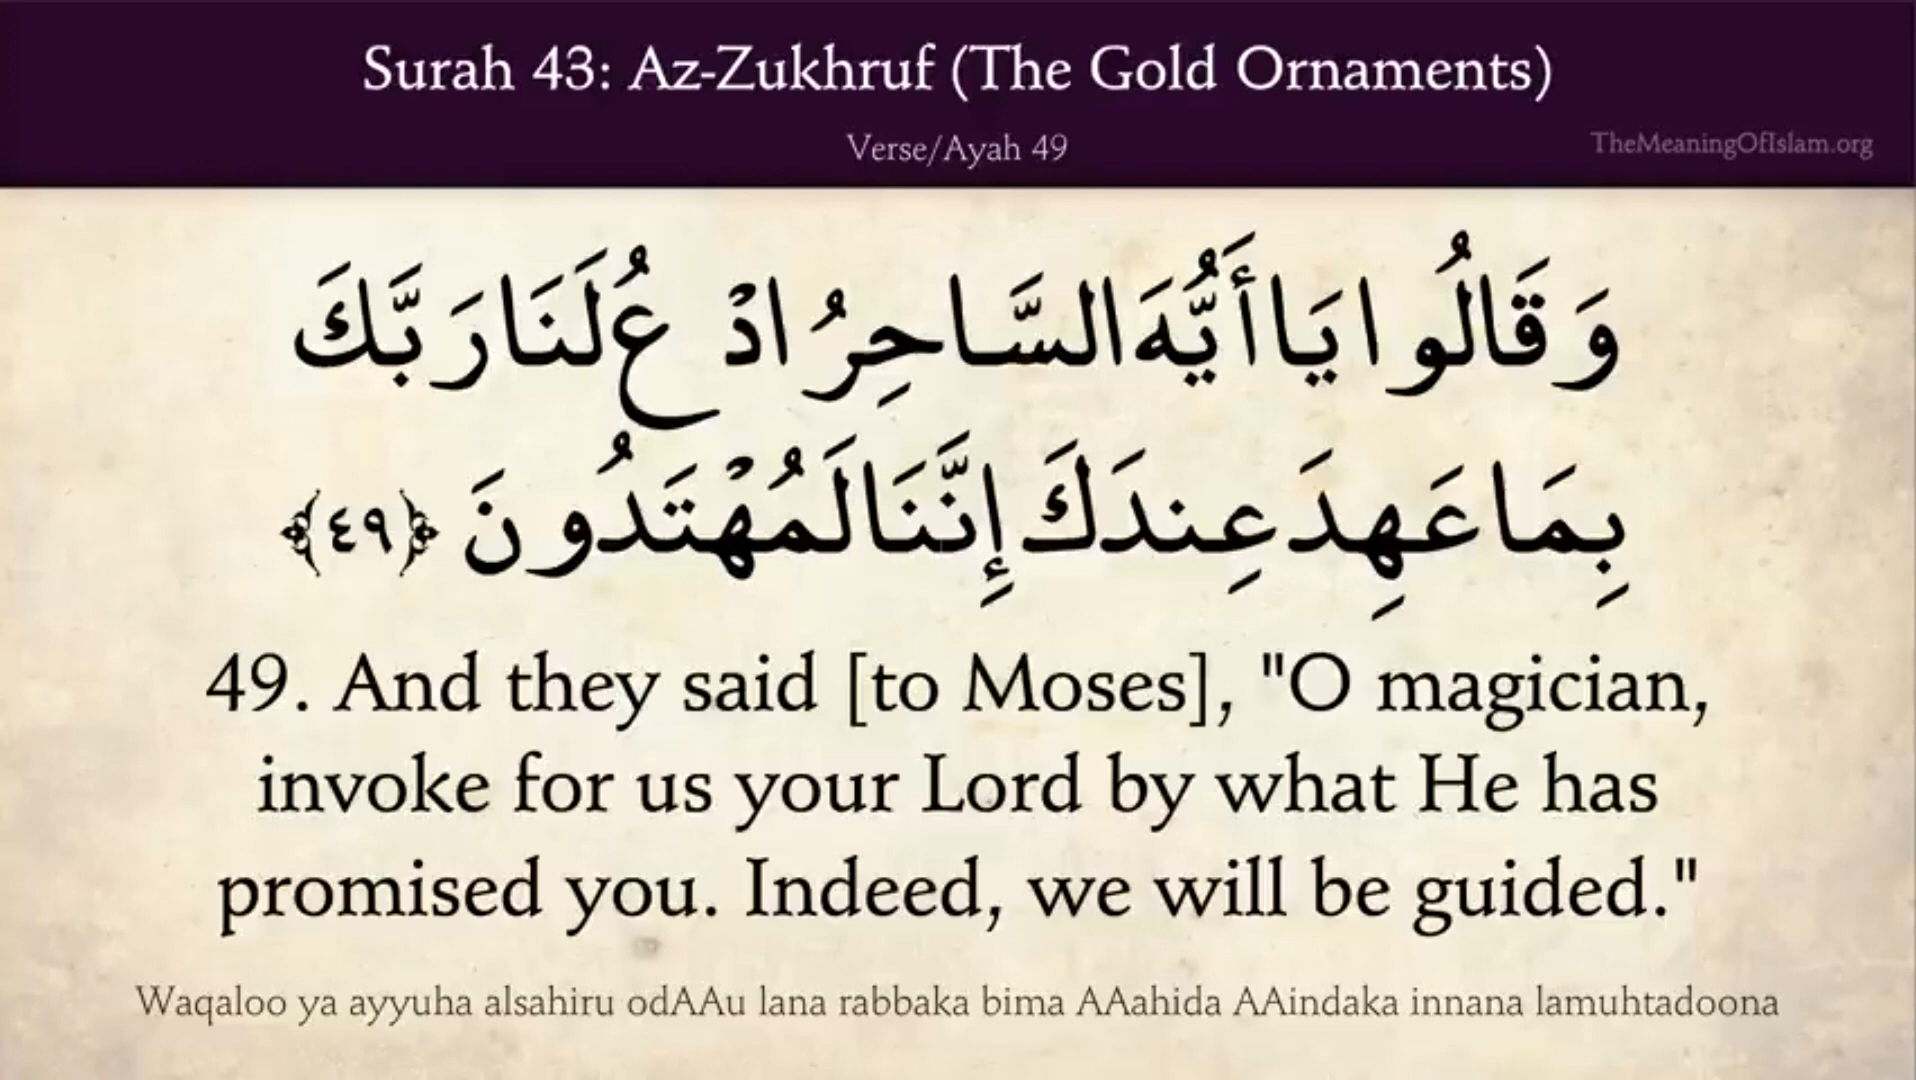 Surah 43: Az-Zukhruf (The Gold Ornaments)
Verse/Ayah 49
TheMeaningOfIslam.org
وَقَالُوا يَا أَيُّهَ السَّاحِرُ ادْعُ لَنَا رَبَّكَ
بِمَا عَهِدَ عِندَكَ إِنَّنَا لَمُهْتَدُونَ ﴿٤٩﴾
49. And they said [to Moses], "O magician,
invoke for us your Lord by what He has
promised you. Indeed, we will be guided."
Waqaloo ya ayyuha alsahiru odAAu lana rabbaka bima AAahida AAindaka innana lamuhtadoona